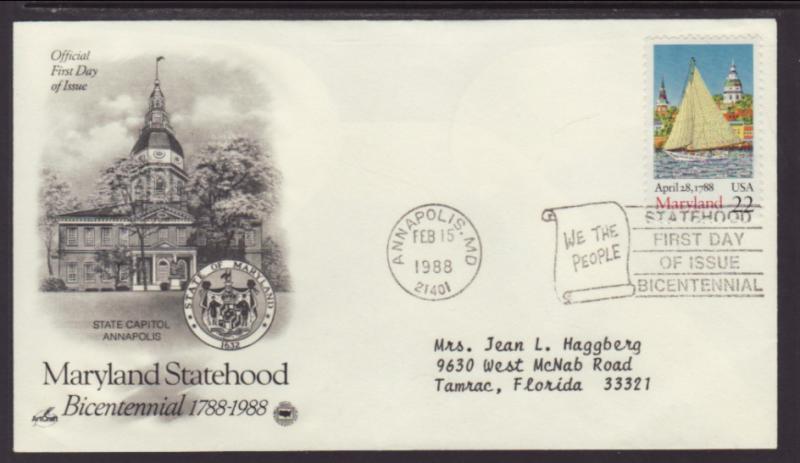 Official
First Day
of Issue
STATE OF MARYLAND
1632
STATE CAPITOL
ANNAPOLIS
Maryland Statehood
Bicentennial 1788-1988
ArtCraft
April 28, 1788 USA
Maryland 22
ANNAPOLIS, MD
FEB 15
1988
21401
WE THE
PEOPLE
STATEHOOD
FIRST DAY
OF ISSUE
BICENTENNIAL
Mrs. Jean L. Haggberg
9630 West McNab Road
Tamrac, Florida 33321